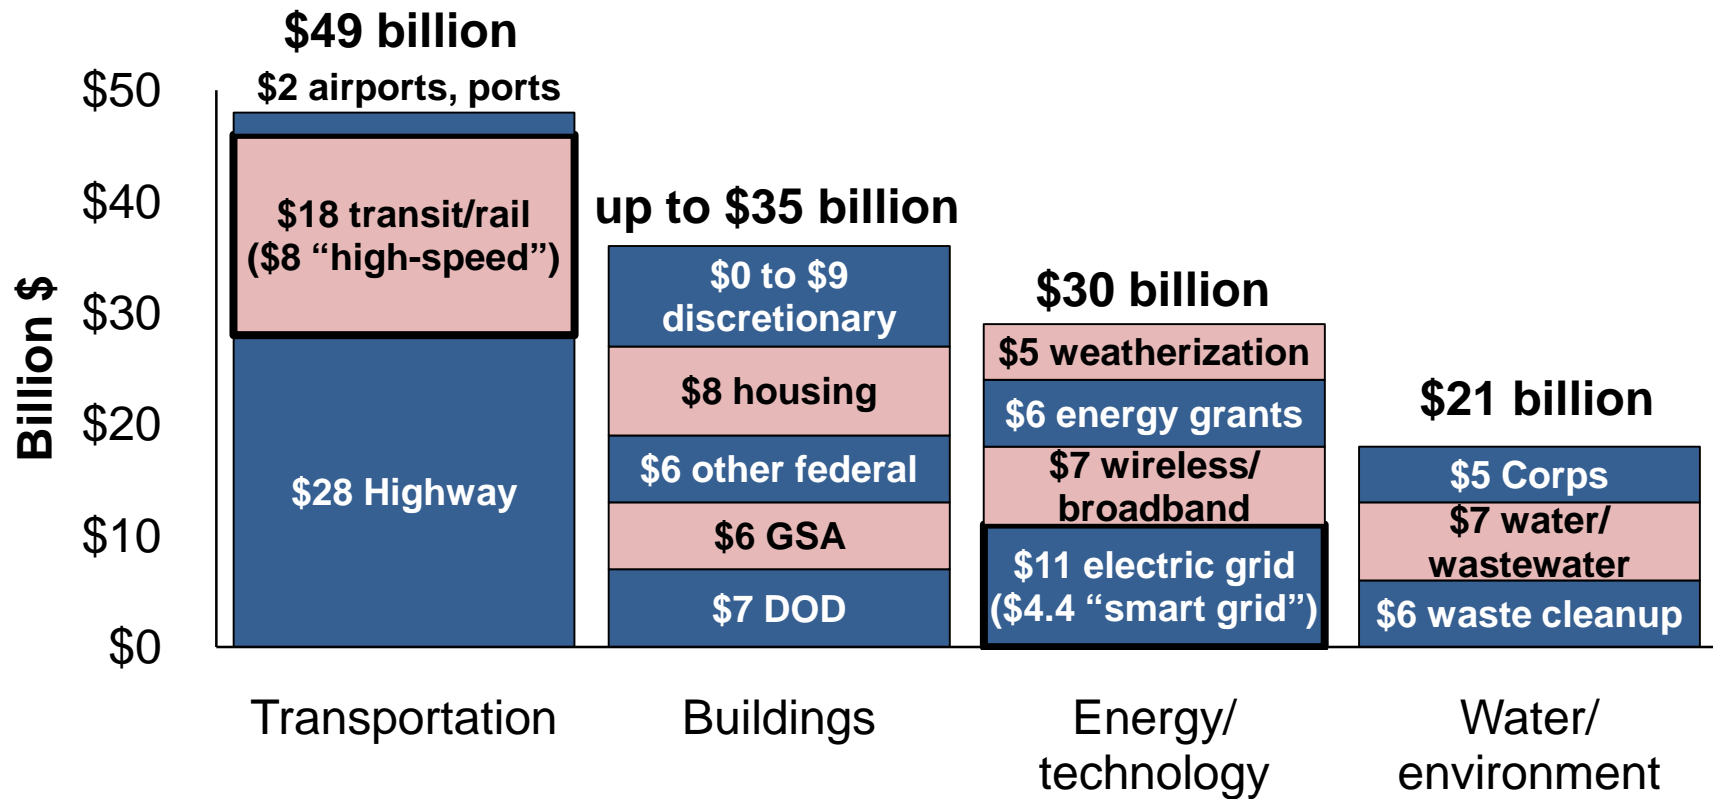 $49 billion
$2 airports, ports
$50
$40
$30
$20
$10
$0
Billion $
$18 transit/rail
($8 “high-speed”)
$28 Highway
up to $35 billion
$0 to $9
discretionary
$8 housing
$6 other federal
$6 GSA
$7 DOD
$30 billion
$5 weatherization
$6 energy grants
$7 wireless/
broadband
$11 electric grid
($4.4 “smart grid”)
$21 billion
$5 Corps
$7 water/
wastewater
$6 waste cleanup
Transportation
Buildings
Energy/
technology
Water/
environment